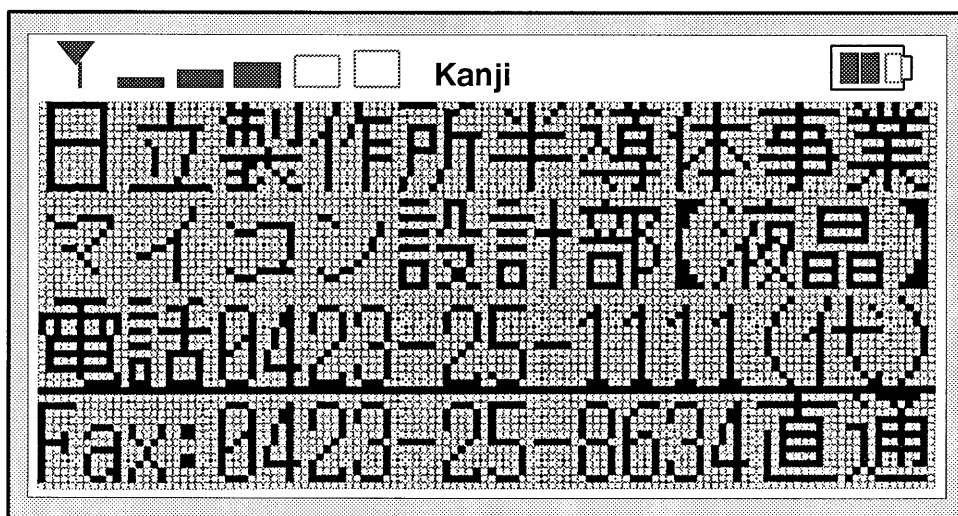 Kanji
日立製作所半導体事業
マイコン設計部【液晶】
電話0423-25-1111(代)
Fax:0423-25-8634直通